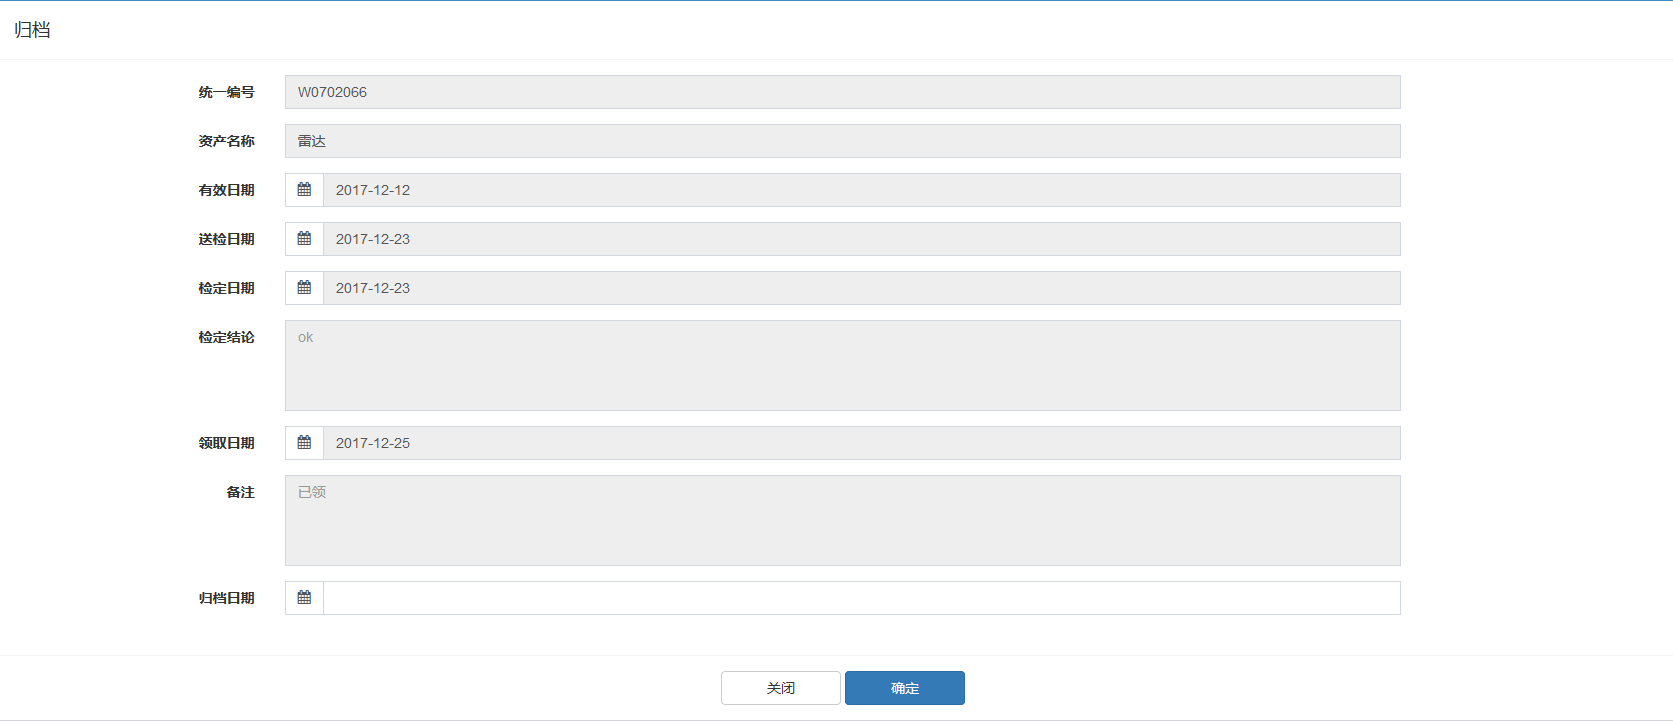 归档
统一编号 W0702066
资产名称 雷达
有效日期 2017-12-12
送检日期 2017-12-23
检定日期 2017-12-23
检定结论 ok
领取日期 2017-12-25
备注 已领
归档日期
关闭 确定